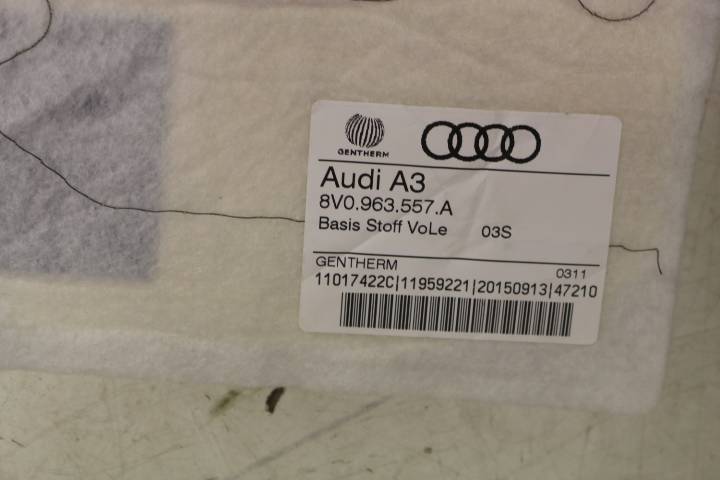 GENTHERM
Audi A3
8V0.963.557.A
Basis Stoff VoLe 03S
GENTHERM 0311
11017422C|11959221|20150913|47210